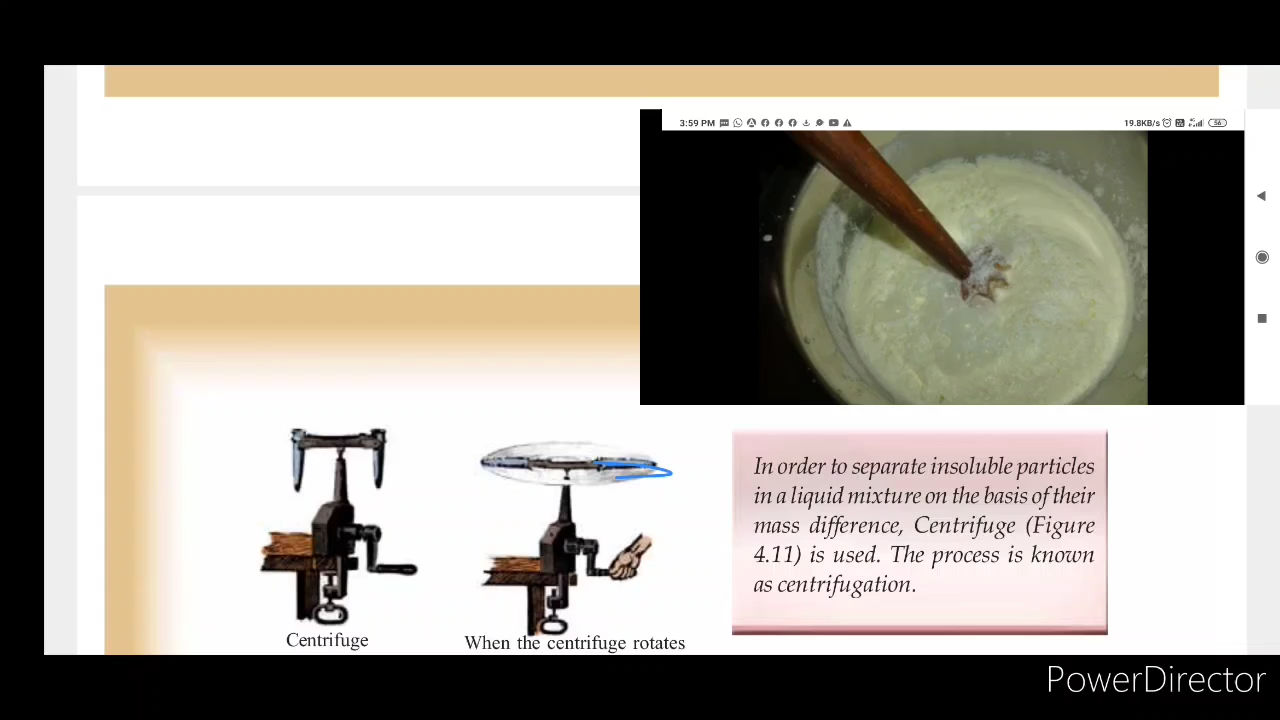 3:59 PM
19.8KB/s
56
In order to separate insoluble particles
in a liquid mixture on the basis of their
mass difference, Centrifuge (Figure
4.11) is used. The process is known
as centrifugation.
Centrifuge
When the centrifuge rotates
PowerDirector